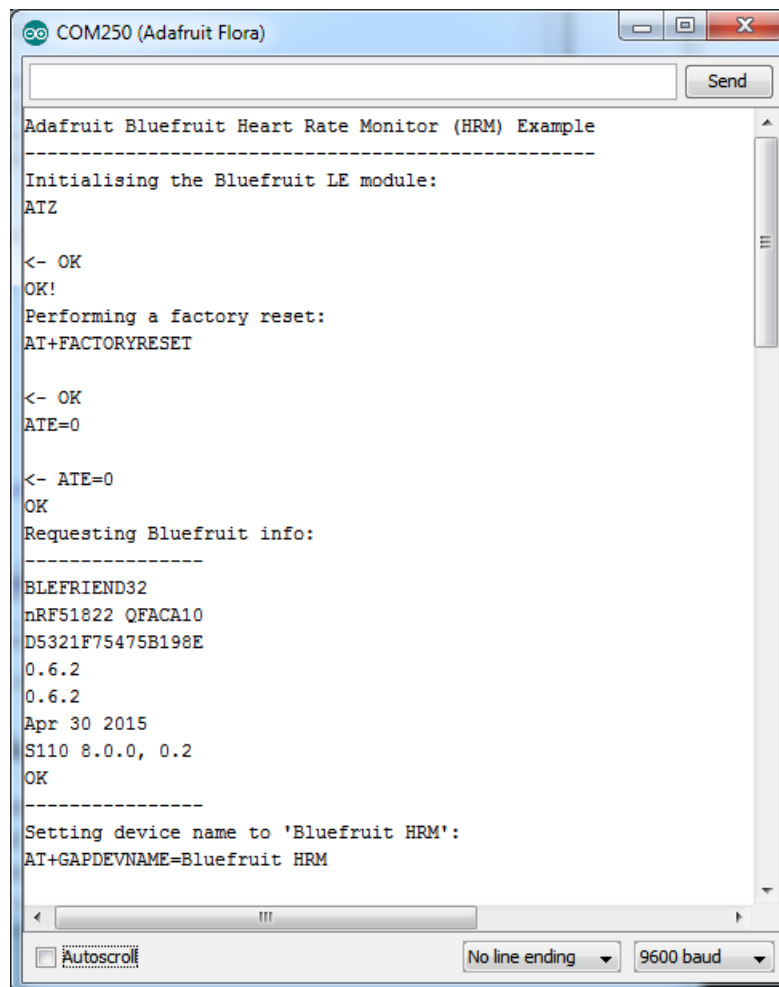 COM250 (Adafruit Flora)
Send
Adafruit Bluefruit Heart Rate Monitor (HRM) Example
---------------------------------------------------
Initialising the Bluefruit LE module:
ATZ
<- OK
OK!
Performing a factory reset:
AT+FACTORYRESET
<- OK
ATE=0
<- ATE=0
OK
Requesting Bluefruit info:
----------------
BLEFRIEND32
nRF51822 QFACA10
D5321F75475B198E
0.6.2
0.6.2
Apr 30 2015
S110 8.0.0, 0.2
OK
----------------
Setting device name to 'Bluefruit HRM':
AT+GAPDEVNAME=Bluefruit HRM
Autoscroll
No line ending
9600 baud